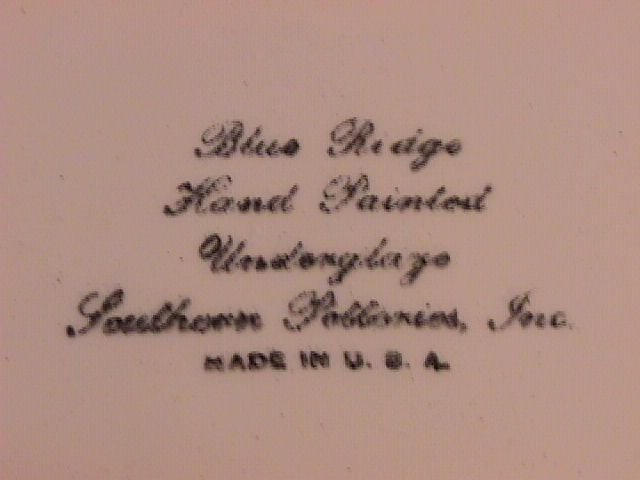 Blue Ridge
Hand Painted
Underglaze
Southern Potteries, Inc.
MADE IN U. S. A.